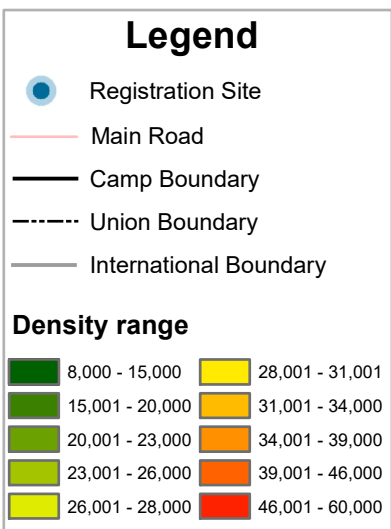 Legend
Registration Site
Main Road
Camp Boundary
Union Boundary
International Boundary
Density range
8,000 - 15,000
15,001 - 20,000
20,001 - 23,000
23,001 - 26,000
26,001 - 28,000
28,001 - 31,001
31,001 - 34,000
34,001 - 39,000
39,001 - 46,000
46,001 - 60,000